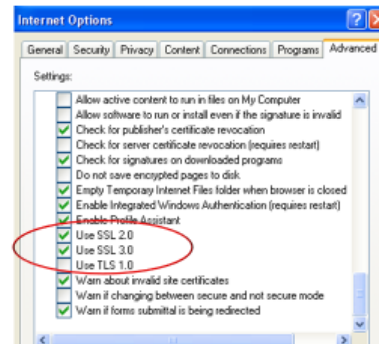 Internet Options
General Security Privacy Content Connections Programs Advanced
Settings:
Allow active content to run in files on My Computer
Allow software to run or install even if the signature is invalid
Check for publisher's certificate revocation
Check for server certificate revocation (requires restart)
Check for signatures on downloaded programs
Do not save encrypted pages to disk
Empty Temporary Internet Files folder when browser is closed
Enable Integrated Windows Authentication (requires restart)
Enable Profile Assistant
Use SSL 2.0
Use SSL 3.0
Use TLS 1.0
Warn about invalid site certificates
Warn if changing between secure and not secure mode
Warn if forms submittal is being redirected